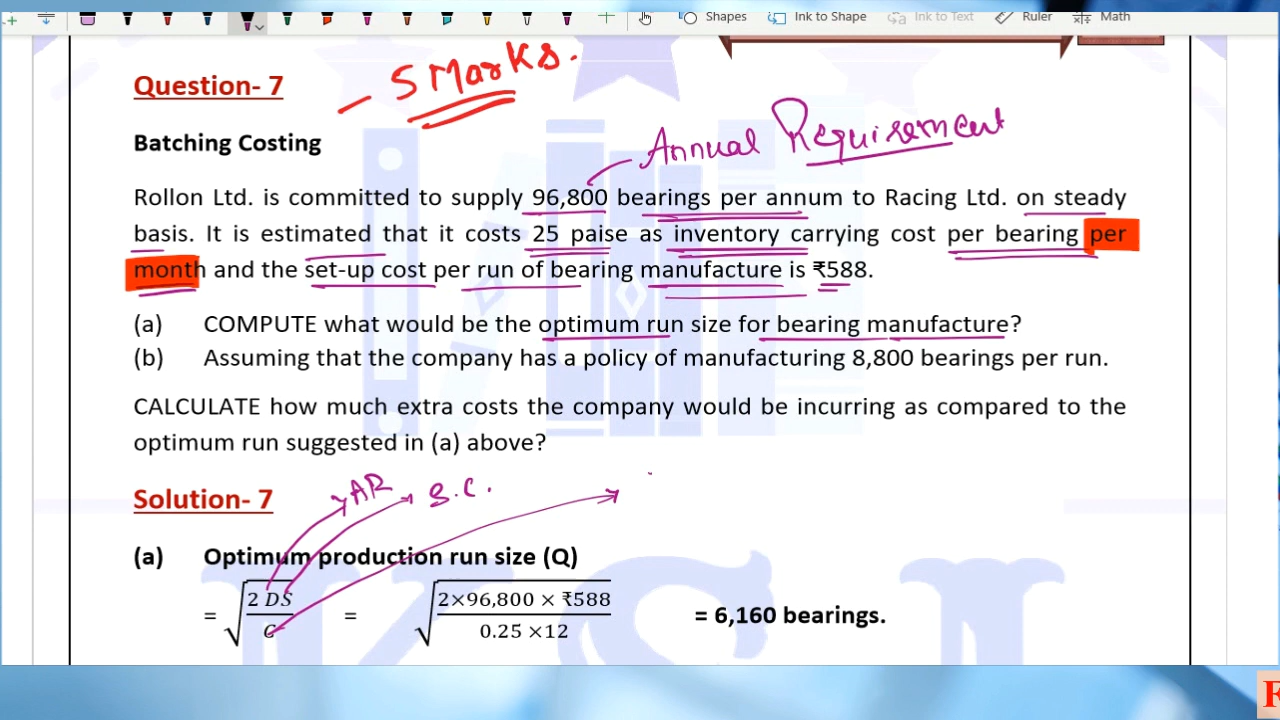 Shapes Ink to Shape Ink to Text Ruler Math
Question- 7
- 5 Marks.
Batching Costing
Annual Requirement
Rollon Ltd. is committed to supply 96,800 bearings per annum to Racing Ltd. on steady
basis. It is estimated that it costs 25 paise as inventory carrying cost per bearing per
month and the set-up cost per run of bearing manufacture is ₹588.
(a) COMPUTE what would be the optimum run size for bearing manufacture?
(b) Assuming that the company has a policy of manufacturing 8,800 bearings per run.
CALCULATE how much extra costs the company would be incurring as compared to the
optimum run suggested in (a) above?
AR
S.C.
Solution- 7
(a) Optimum production run size (Q)
= √(2 DS / C) = √(2×96,800 × ₹588 / 0.25 ×12) = 6,160 bearings.